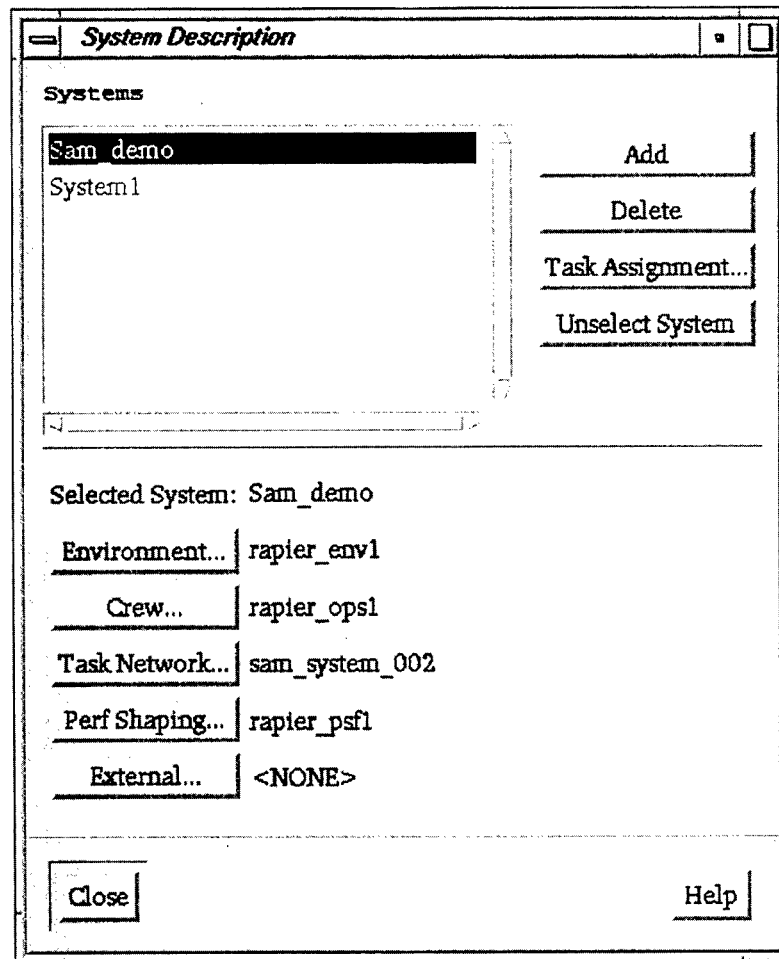 System Description
Systems
Sam_demo
System1
Add
Delete
Task Assignment...
Unselect System
Selected System: Sam_demo
Environment... rapier_env1
Crew... rapier_ops1
Task Network... sam_system_002
Perf Shaping... rapier_psf1
External... <NONE>
Close
Help